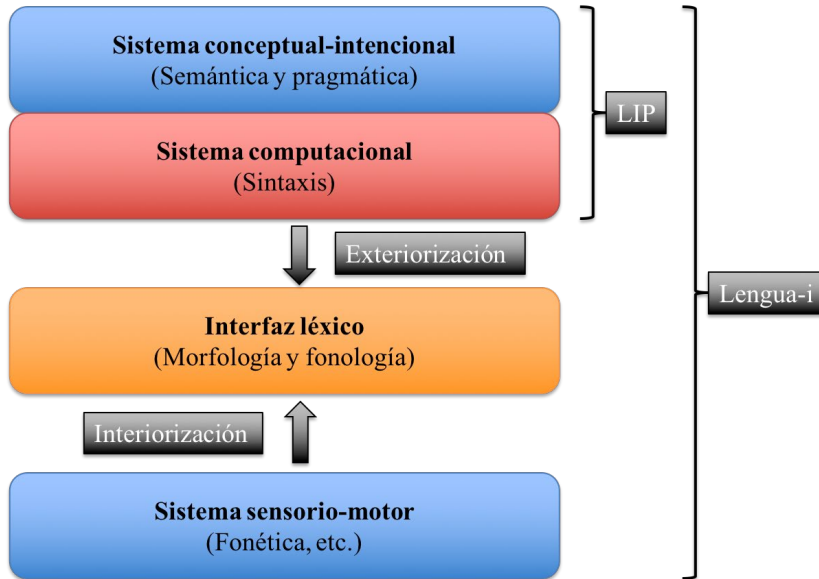 Sistema conceptual-intencional
(Semántica y pragmática)
LIP
Sistema computacional
(Sintaxis)
Exteriorización
Lengua-i
Interfaz léxico
(Morfología y fonología)
Interiorización
Sistema sensorio-motor
(Fonética, etc.)